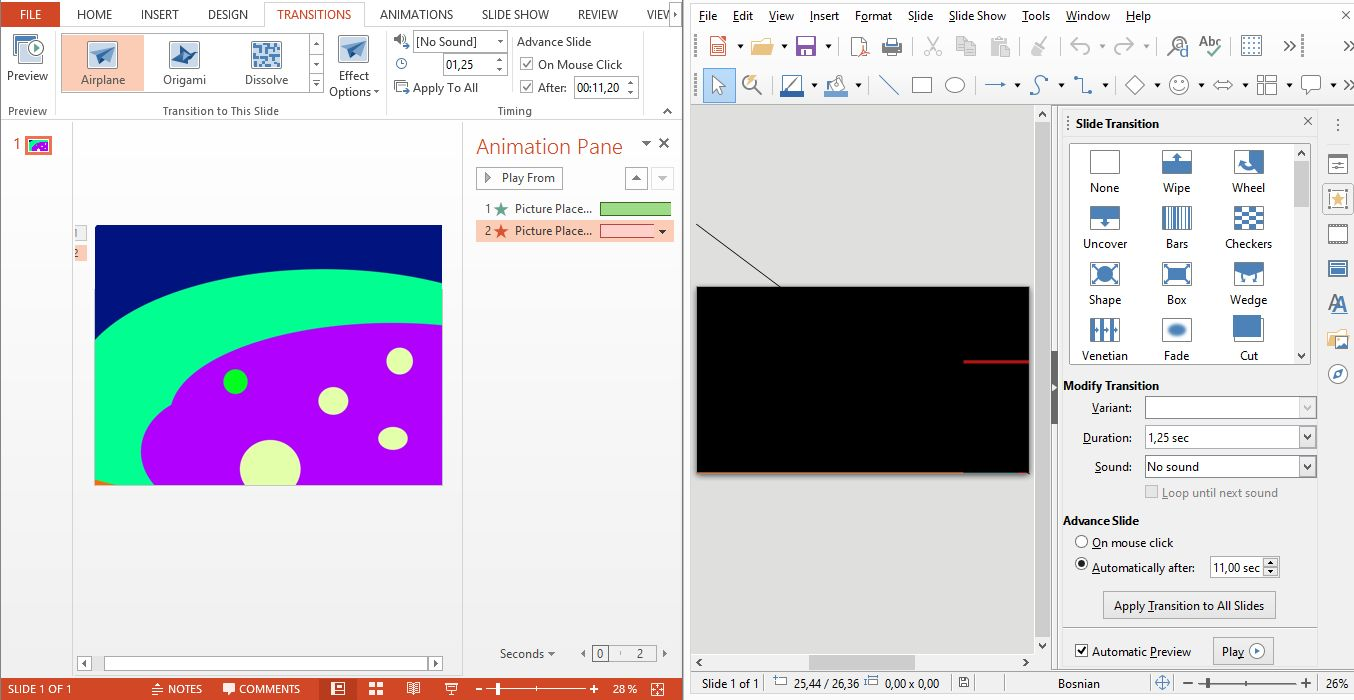 FILE HOME INSERT DESIGN TRANSITIONS ANIMATIONS SLIDE SHOW REVIEW
Preview
Airplane Origami Dissolve
Effect Options
[No Sound]
01,25
Apply To All
Advance Slide
On Mouse Click
After: 00:11,20
Preview Transition to This Slide Timing
1
1
2
Animation Pane
Play From
1 Picture Place...
2 Picture Place...
Seconds 0 2
SLIDE 1 OF 1 NOTES COMMENTS 28 %
File Edit View Insert Format Slide Slide Show Tools Window Help
Abc
Slide Transition
None Wipe Wheel
Uncover Bars Checkers
Shape Box Wedge
Venetian Fade Cut
Modify Transition
Variant:
Duration: 1,25 sec
Sound: No sound
Loop until next sound
Advance Slide
On mouse click
Automatically after: 11,00 sec
Apply Transition to All Slides
Automatic Preview Play
Slide 1 of 1 25,44 / 26,36 0,00 x 0,00 Bosnian 26%